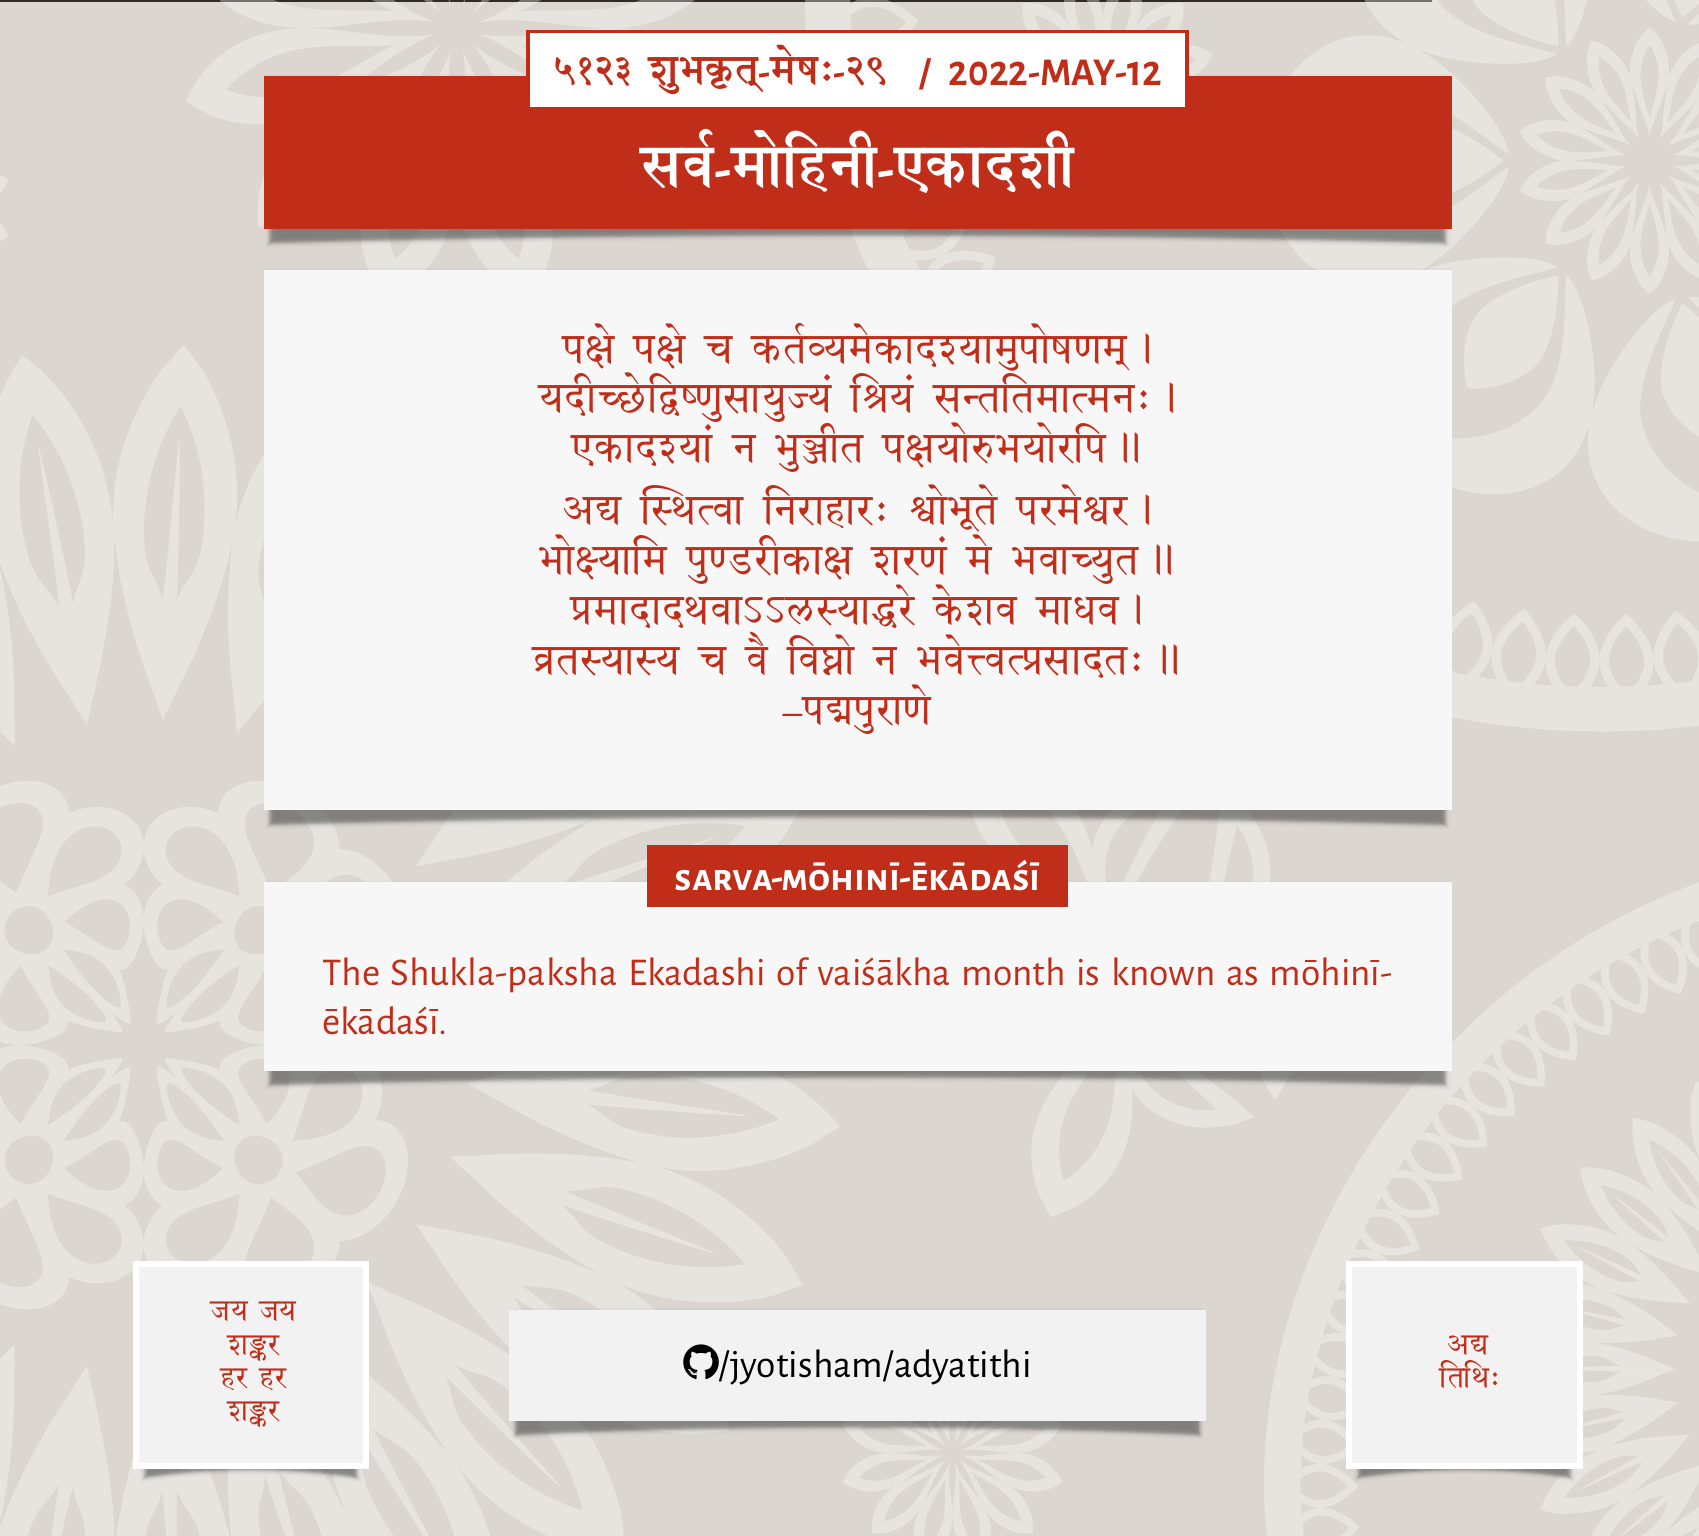 ५१२३ शुभकृत्-मेषः-२९ / 2022-MAY-12
सर्व-मोहिनी-एकादशी
पक्षे पक्षे च कर्तव्यमेकादश्यामुपोषणम्।
यदीच्छेद्विष्णुसायुज्यं श्रियं सन्ततिमात्मनः।
एकादश्यां न भुञ्जीत पक्षयोरुभयोरपि॥
अद्य स्थित्वा निराहारः श्वोभूते परमेश्वर।
भोक्ष्यामि पुण्डरीकाक्ष शरणं मे भवाच्युत॥
प्रमादादथवाऽऽलस्याद्धरे केशव माधव।
व्रतस्यास्य च वै विघ्नो न भवेत्त्वत्प्रसादतः॥
–पद्मपुराणे
SARVA-MŌHINĪ-ĒKĀDAŚĪ
The Shukla-paksha Ekadashi of vaiśākha month is known as mōhinī-
ēkādaśī.
जय जय
शङ्कर
हर हर
शङ्कर
/jyotisham/adyatithi
अद्य
तिथिः